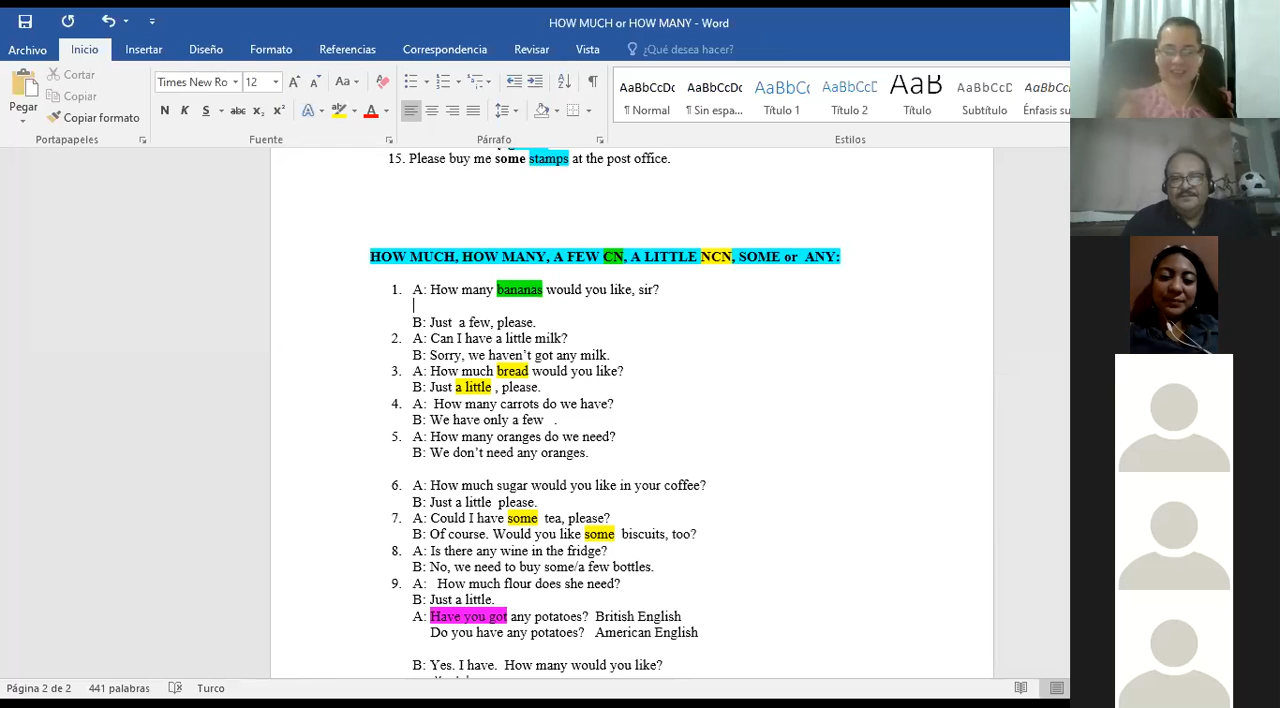 HOW MUCH or HOW MANY - Word
Archivo Inicio Insertar Diseño Formato Referencias Correspondencia Revisar Vista ¿Qué desea hacer?
Pegar
Cortar
Copiar
Copiar formato
Portapapeles
Times New Ro 12
Aa
N K S abc x₂ x²
Fuente
Párrafo
AaBbCcDc AaBbCcDc AaBbCc AaBbCcD AaB AaBbCcD AaBbCcD
¶ Normal ¶ Sin espa... Título 1 Título 2 Título Subtítulo Énfasis su
Estilos
15. Please buy me some stamps at the post office.
HOW MUCH, HOW MANY, A FEW CN, A LITTLE NCN, SOME or ANY:
1. A: How many bananas would you like, sir?
B: Just a few, please.
2. A: Can I have a little milk?
B: Sorry, we haven't got any milk.
3. A: How much bread would you like?
B: Just a little , please.
4. A: How many carrots do we have?
B: We have only a few .
5. A: How many oranges do we need?
B: We don't need any oranges.
6. A: How much sugar would you like in your coffee?
B: Just a little please.
7. A: Could I have some tea, please?
B: Of course. Would you like some biscuits, too?
8. A: Is there any wine in the fridge?
B: No, we need to buy some/a few bottles.
9. A: How much flour does she need?
B: Just a little.
A: Have you got any potatoes? British English
Do you have any potatoes? American English
B: Yes. I have. How many would you like?
Página 2 de 2 441 palabras Turco